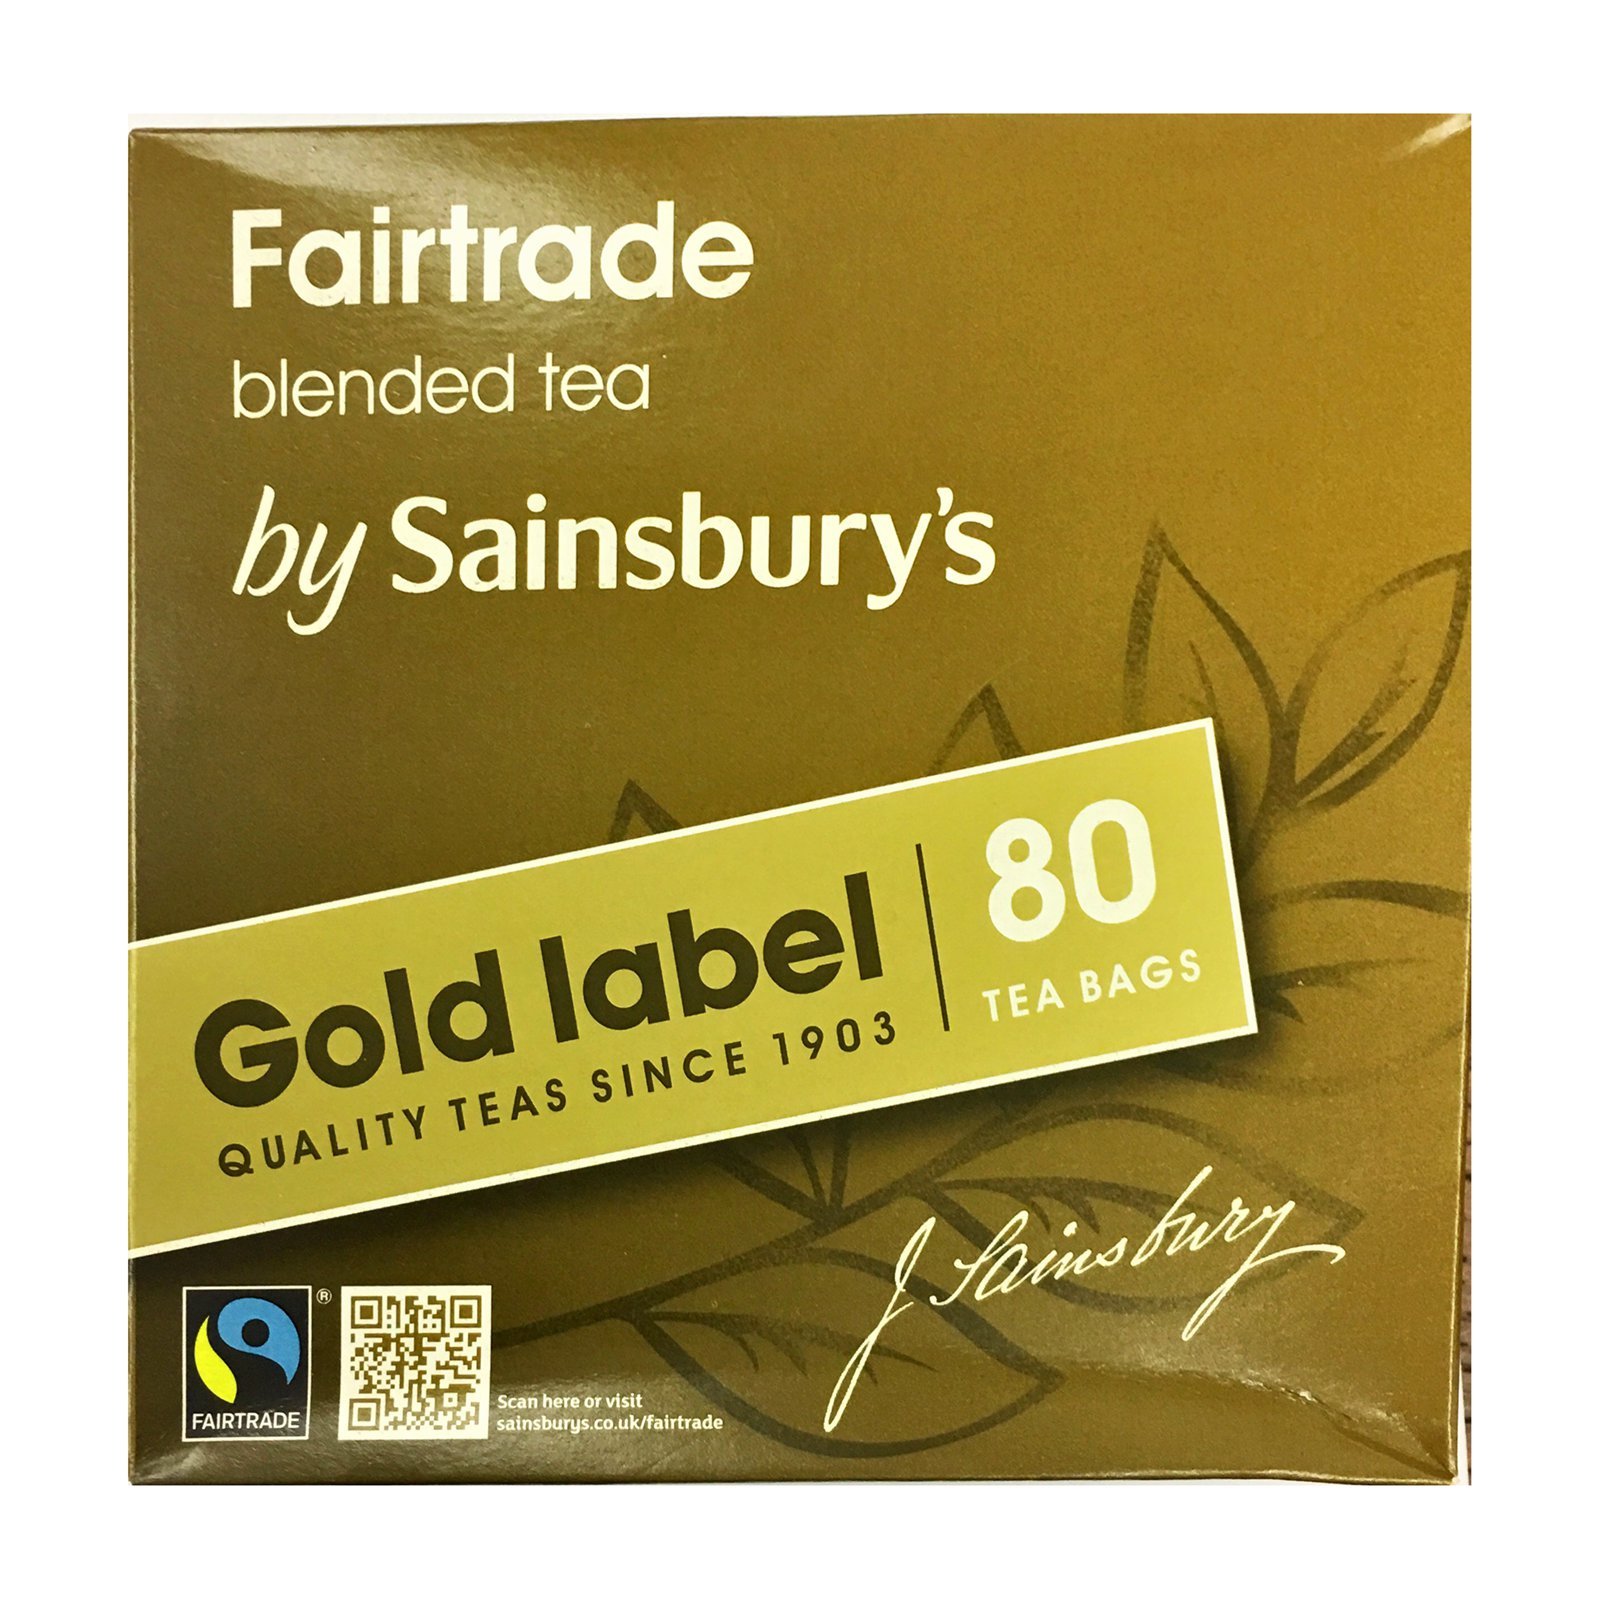 Fairtrade
blended tea
by Sainsbury's
Gold label
QUALITY TEAS SINCE 1903
80
TEA BAGS
J Sainsbury
FAIRTRADE
®
Scan here or visit
sainsburys.co.uk/fairtrade